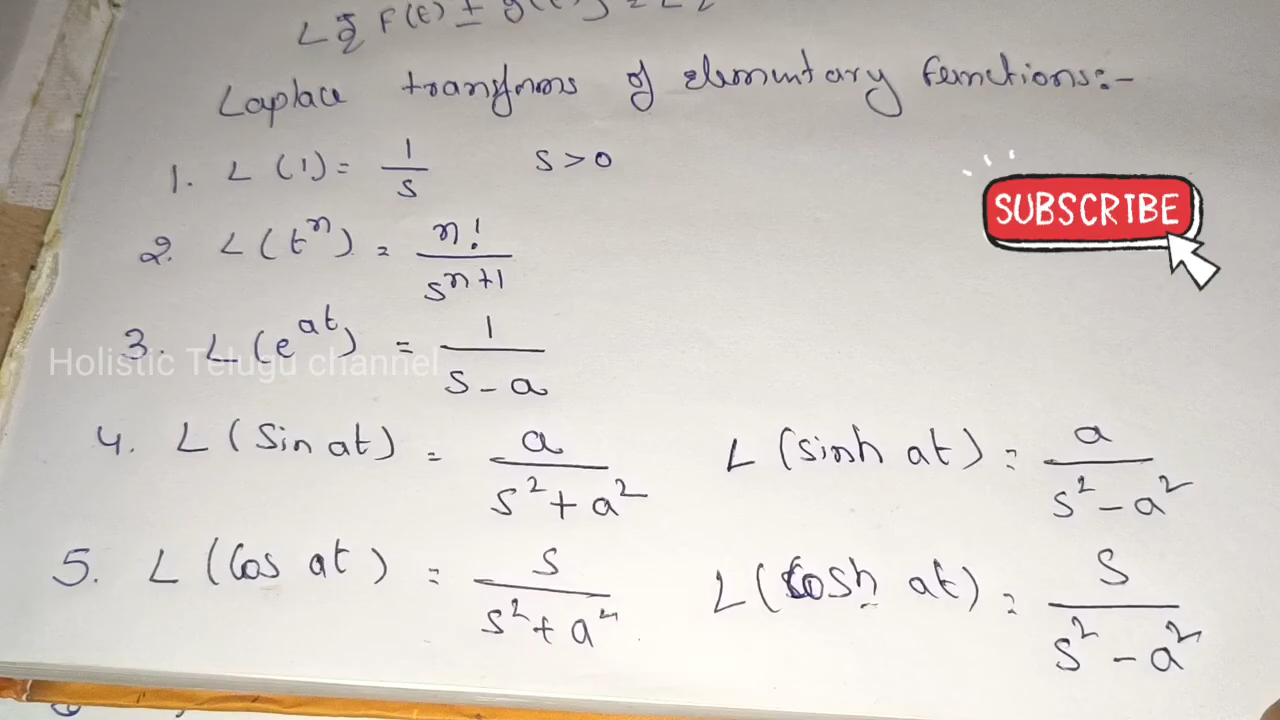 L{ F(t) ±
Laplace transforms of elementary functions:-
1. L(1) = 1/s s>0
SUBSCRIBE
2. L(t^n) = n!/s^(n+1)
3. L(e^at) = 1/(s-a)
Holistic Telugu channel
4. L(Sin at) = a/(s²+a²) L(sinh at) = a/(s²-a²)
5. L(Cos at) = s/(s²+a²) L(Cosh at) = s/(s²-a²)